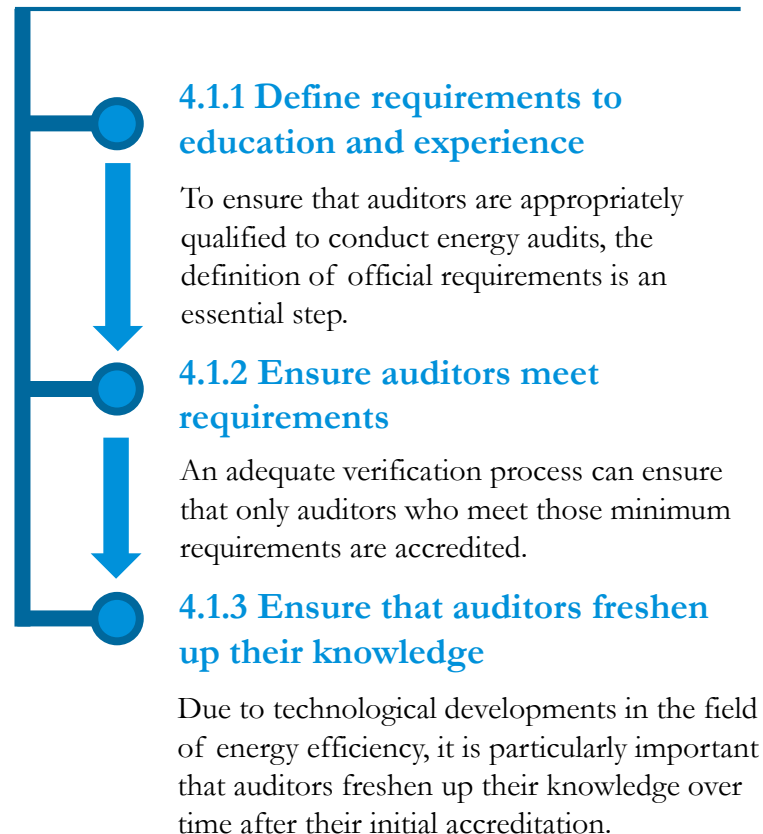 4.1.1 Define requirements to
education and experience
To ensure that auditors are appropriately
qualified to conduct energy audits, the
definition of official requirements is an
essential step.
4.1.2 Ensure auditors meet
requirements
An adequate verification process can ensure
that only auditors who meet those minimum
requirements are accredited.
4.1.3 Ensure that auditors freshen
up their knowledge
Due to technological developments in the field
of energy efficiency, it is particularly important
that auditors freshen up their knowledge over
time after their initial accreditation.